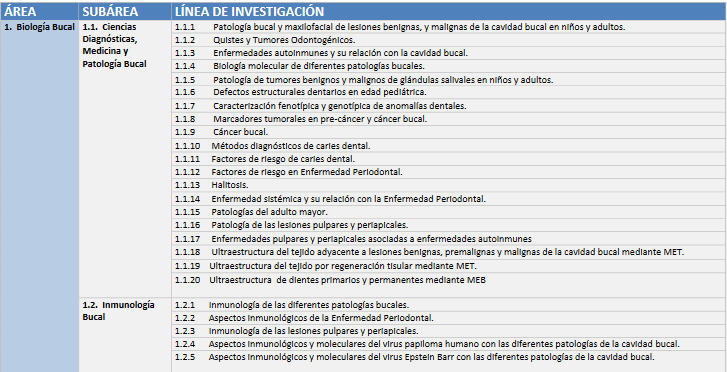 ÁREA SUBÁREA LÍNEA DE INVESTIGACIÓN
1. Biología Bucal
1.1. Ciencias
Diagnósticas,
Medicina y
Patología Bucal
1.1.1 Patología bucal y maxilofacial de lesiones benignas, y malignas de la cavidad bucal en niños y adultos.
1.1.2 Quistes y Tumores Odontogénicos.
1.1.3 Enfermedades autoinmunes y su relación con la cavidad bucal.
1.1.4 Biología molecular de diferentes patologías bucales.
1.1.5 Patología de tumores benignos y malignos de glándulas salivales en niños y adultos.
1.1.6 Defectos estructurales dentarios en edad pediátrica.
1.1.7 Caracterización fenotípica y genotípica de anomalías dentales.
1.1.8 Marcadores tumorales en pre-cáncer y cáncer bucal.
1.1.9 Cáncer bucal.
1.1.10 Métodos diagnósticos de caries dental.
1.1.11 Factores de riesgo de caries dental.
1.1.12 Factores de riesgo en Enfermedad Periodontal.
1.1.13 Halitosis.
1.1.14 Enfermedad sistémica y su relación con la Enfermedad Periodontal.
1.1.15 Patologías del adulto mayor.
1.1.16 Patología de las lesiones pulpares y periapicales.
1.1.17 Enfermedades pulpares y periapicales asociadas a enfermedades autoinmunes
1.1.18 Ultraestructura del tejido adyacente a lesiones benignas, premalignas y malignas de la cavidad bucal mediante MET.
1.1.19 Ultraestructura del tejido por regeneración tisular mediante MET.
1.1.20 Ultraestructura de dientes primarios y permanentes mediante MEB
1.2. Inmunología
Bucal
1.2.1 Inmunología de las diferentes patologías bucales.
1.2.2 Aspectos Inmunológicos de la Enfermedad Periodontal.
1.2.3 Inmunología de las lesiones pulpares y periapicales.
1.2.4 Aspectos inmunológicos y moleculares del virus papiloma humano con las diferentes patologías de la cavidad bucal.
1.2.5 Aspectos inmunológicos y moleculares del virus Epstein Barr con las diferentes patologías de la cavidad bucal.